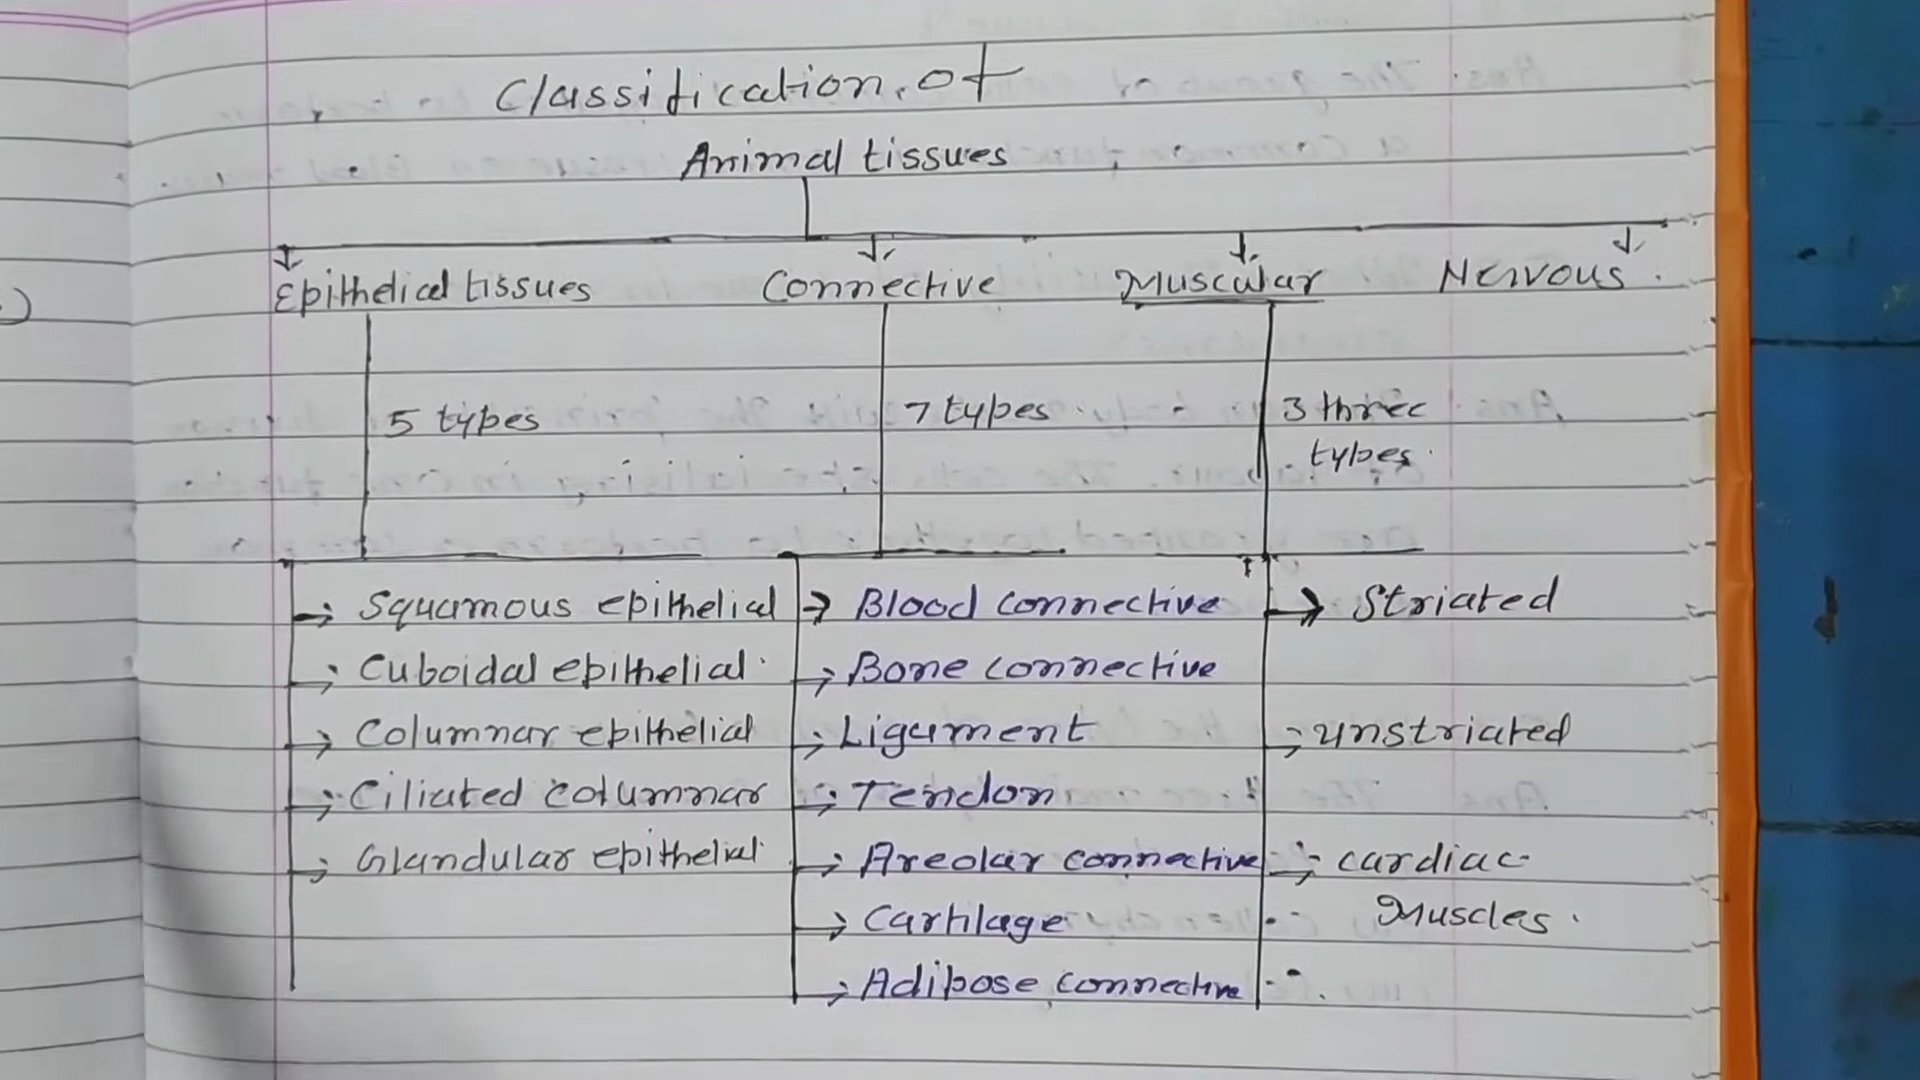 Classification of
Animal tissues
Epithelial tissues Connective Muscular Nervous
5 types 7 types 3 three
types
Squamous epithelial Blood connective Striated
Cuboidal epithelial Bone connective
Columnar epithelial Ligament unstriated
Ciliated columnar Tendon
Glandular epithelial Areolar connective cardiac
Cartilage Muscles
Adipose connective